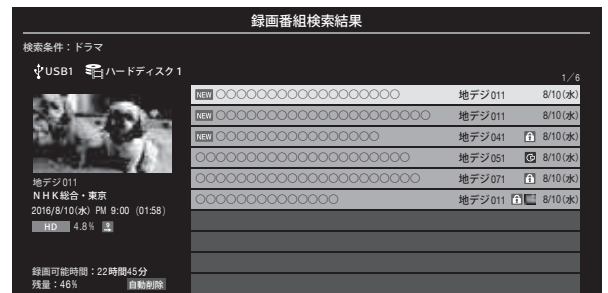 録画番組検索結果
検索条件：ドラマ
USB1 ハードディスク1
1／6
NEW ○○○○○○○○○○○○○○○○○○ 地デジ011 8/10(水)
NEW ○○○○○○○○○○○○○○○○○○○○○ 地デジ011 8/10(水)
NEW ○○○○○○○○○○○○○○○○ 地デジ041 8/10(水)
○○○○○○○○○○○○○○○○○○○○○ 地デジ051 G 8/10(水)
○○○○○○○○○○○○○○○○○○○○○○ 地デジ071 8/10(水)
○○○○○○○○○○○○○○ 地デジ011 8/10(水)
地デジ011
NHK総合・東京
2016/8/10(水) PM 9:00 (01:58)
HD 4.8%
録画可能時間：22時間45分
残量：46% 自動削除